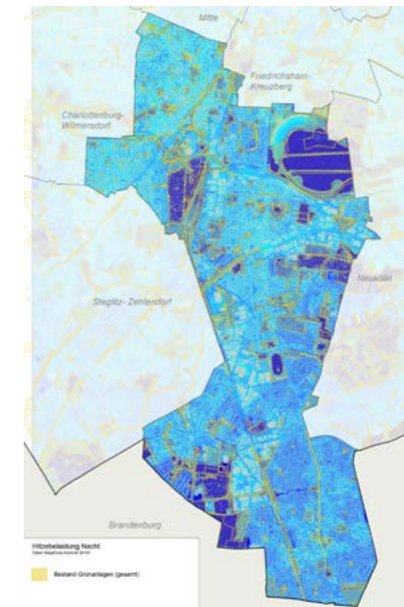 Mitte
Friedrichshain-
Kreuzberg
Charlottenburg-
Wilmersdorf
Neukölln
Steglitz- Zehlendorf
Brandenburg
Hitzebelastung Nacht
Bestand Grünanlagen (gesamt)